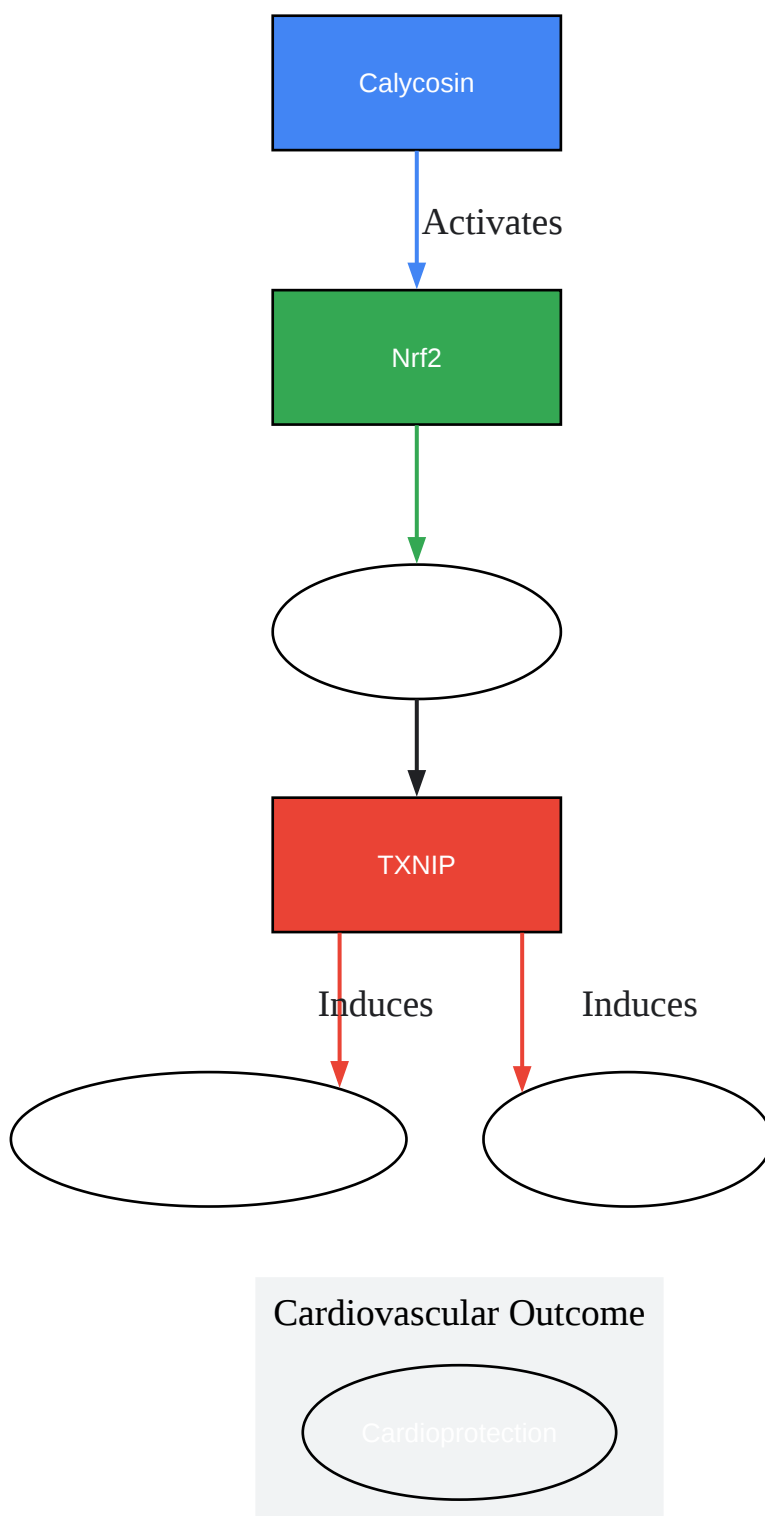 Calycosin
Activates
Nrf2
TXNIP
Induces
Induces
Cardiovascular Outcome
Cardioprotection